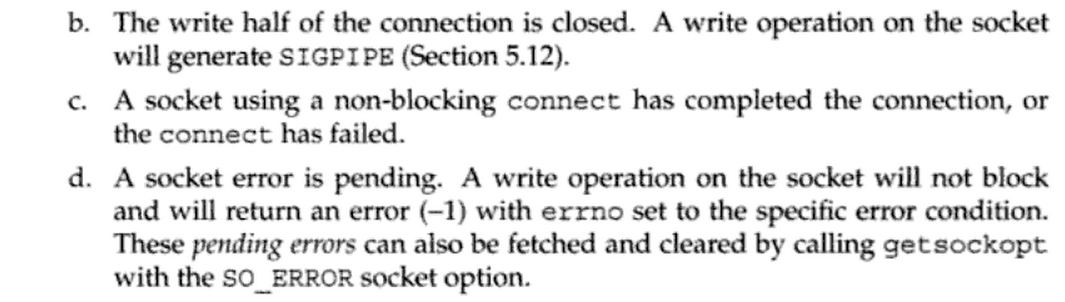 b. The write half of the connection is closed. A write operation on the socket
will generate SIGPIPE (Section 5.12).
c. A socket using a non-blocking connect has completed the connection, or
the connect has failed.
d. A socket error is pending. A write operation on the socket will not block
and will return an error (–1) with errno set to the specific error condition.
These pending errors can also be fetched and cleared by calling getsockopt
with the SO_ERROR socket option.